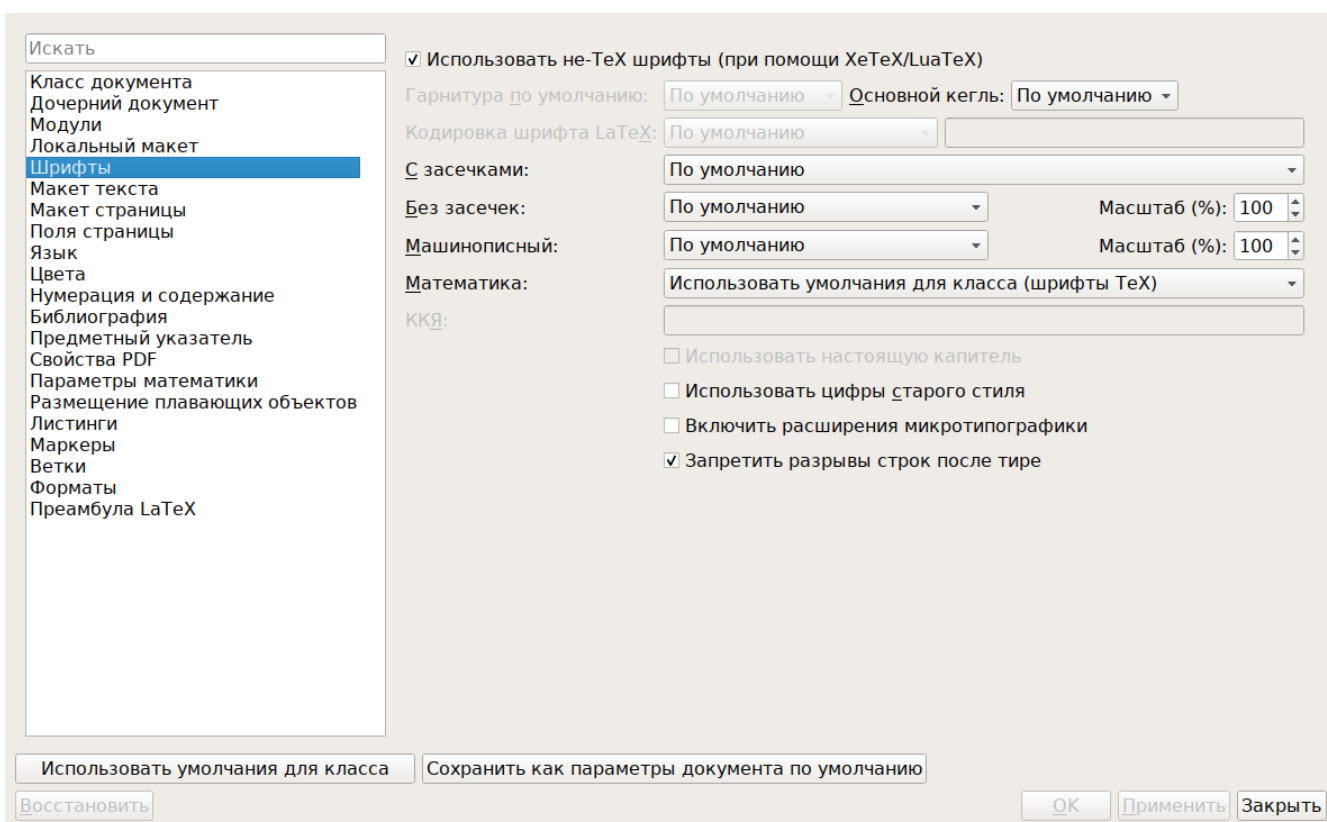 Искать
Класс документа
Дочерний документ
Модули
Локальный макет
Шрифты
Макет текста
Макет страницы
Поля страницы
Язык
Цвета
Нумерация и содержание
Библиография
Предметный указатель
Свойства PDF
Параметры математики
Размещение плавающих объектов
Листинги
Маркеры
Ветки
Форматы
Преамбула LaTeX
Использовать не-TeX шрифты (при помощи XeTeX/LuaTeX)
Гарнитура по умолчанию: По умолчанию Основной кегль: По умолчанию
Кодировка шрифта LaTeX: По умолчанию
С засечками: По умолчанию
Без засечек: По умолчанию Масштаб (%): 100
Машинописный: По умолчанию Масштаб (%): 100
Математика: Использовать умолчания для класса (шрифты TeX)
ККЯ:
Использовать настоящую капитель
Использовать цифры старого стиля
Включить расширения микротипографики
Запретить разрывы строк после тире
Использовать умолчания для класса Сохранить как параметры документа по умолчанию
Восстановить OK Применить Закрыть